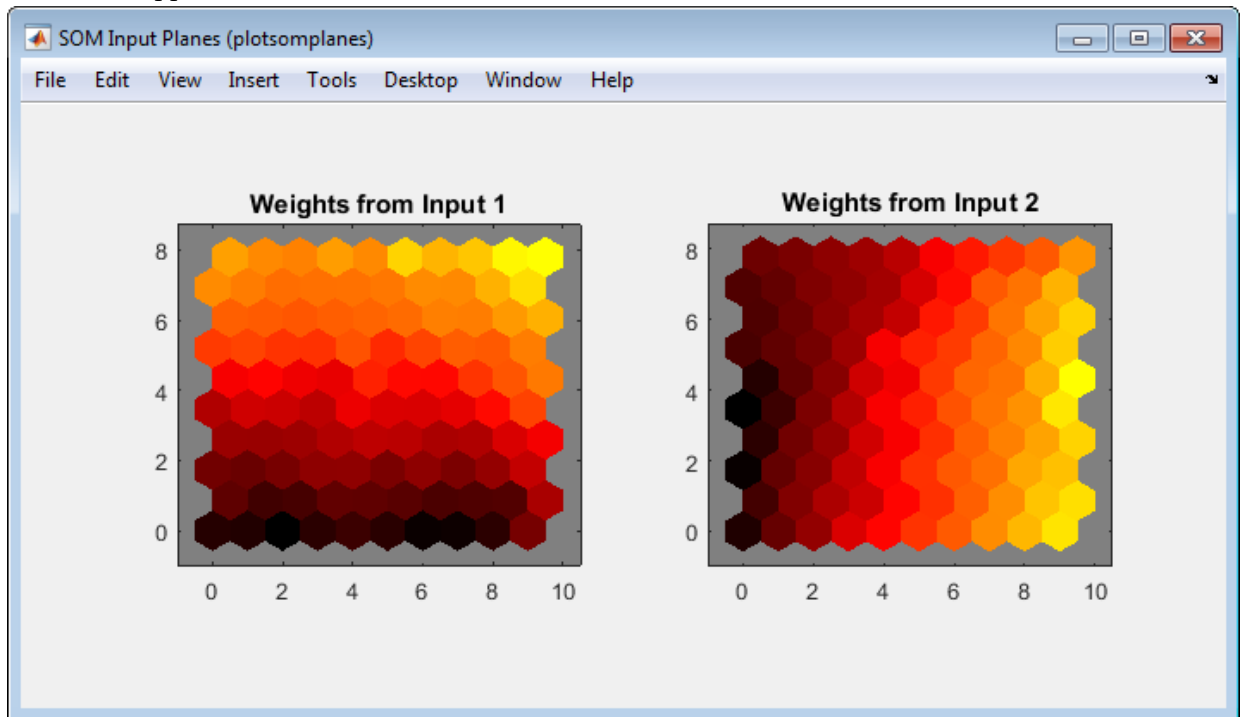 SOM Input Planes (plotsomplanes)
File Edit View Insert Tools Desktop Window Help
Weights from Input 1
8
6
4
2
0
0 2 4 6 8 10
Weights from Input 2
8
6
4
2
0
0 2 4 6 8 10